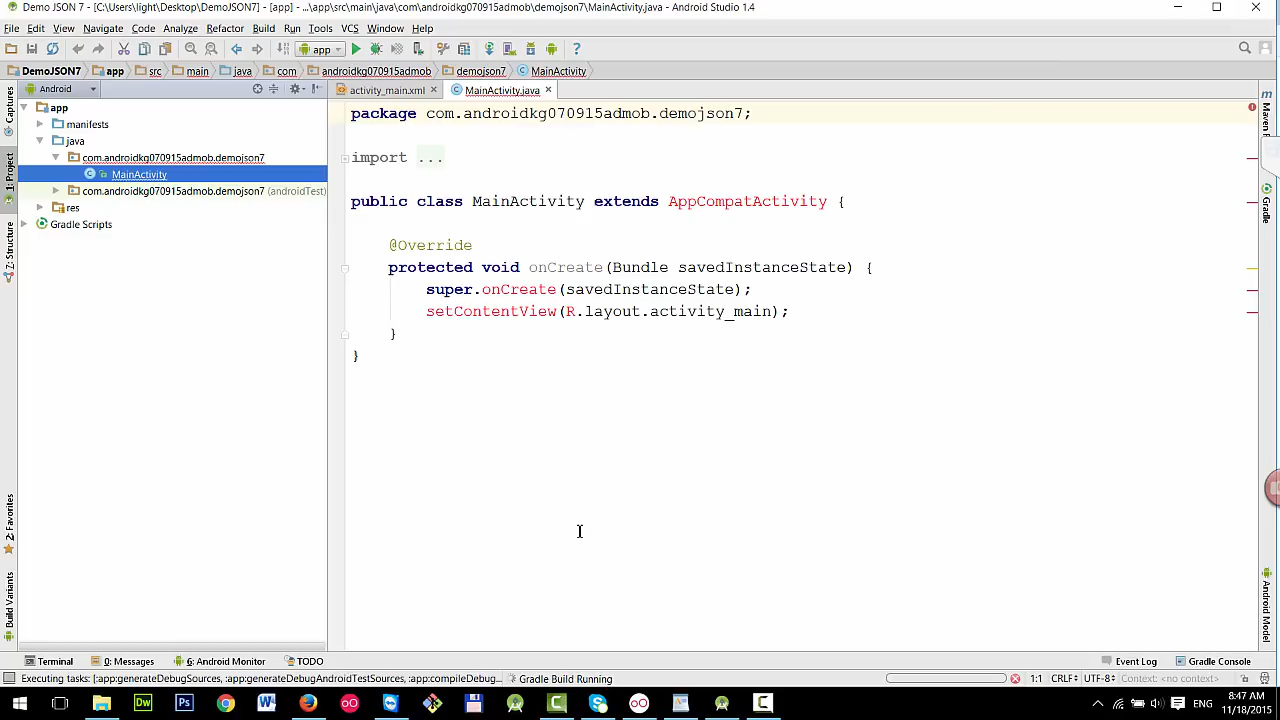 Demo JSON 7 - [C:\Users\light\Desktop\DemoJSON7] - [app] - ...\app\src\main\java\com\androidkg070915admob\demojson7\MainActivity.java - Android Studio 1.4
File Edit View Navigate Code Analyze Refactor Build Run Tools VCS Window Help
app
DemoJSON7 app src main java com androidkg070915admob demojson7 MainActivity
Android
activity_main.xml MainActivity.java
app
manifests
java
com.androidkg070915admob.demojson7
MainActivity
com.androidkg070915admob.demojson7 (androidTest)
res
Gradle Scripts
Captures
1: Project
7: Structure
2: Favorites
Build Variants
package com.androidkg070915admob.demojson7;
import ...
public class MainActivity extends AppCompatActivity {
@Override
protected void onCreate(Bundle savedInstanceState) {
super.onCreate(savedInstanceState);
setContentView(R.layout.activity_main);
}
}
Gradle
Android Model
Terminal 0: Messages 6: Android Monitor TODO Event Log Gradle Console
Executing tasks: [:app:generateDebugSources, :app:generateDebugAndroidTestSources, :app:compileDebug... Gradle Build Running 1:1 CRLF÷ UTF-8÷ Context: <no context>
Dw Ps W ENG 8:47 AM
11/18/2015